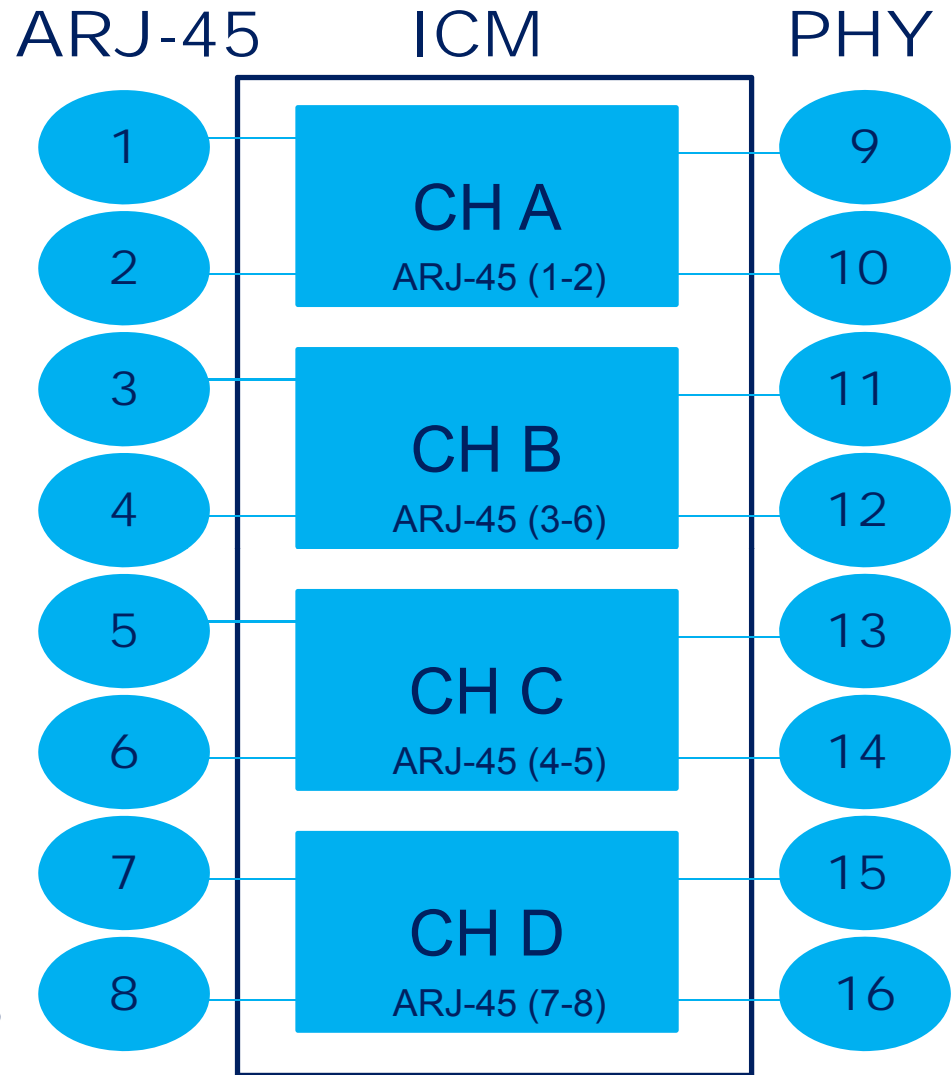 ARJ-45 ICM PHY
1 9
CH A
2 ARJ-45 (1-2) 10
3 11
CH B
4 ARJ-45 (3-6) 12
5 13
CH C
6 ARJ-45 (4-5) 14
7 15
CH D
8 ARJ-45 (7-8) 16